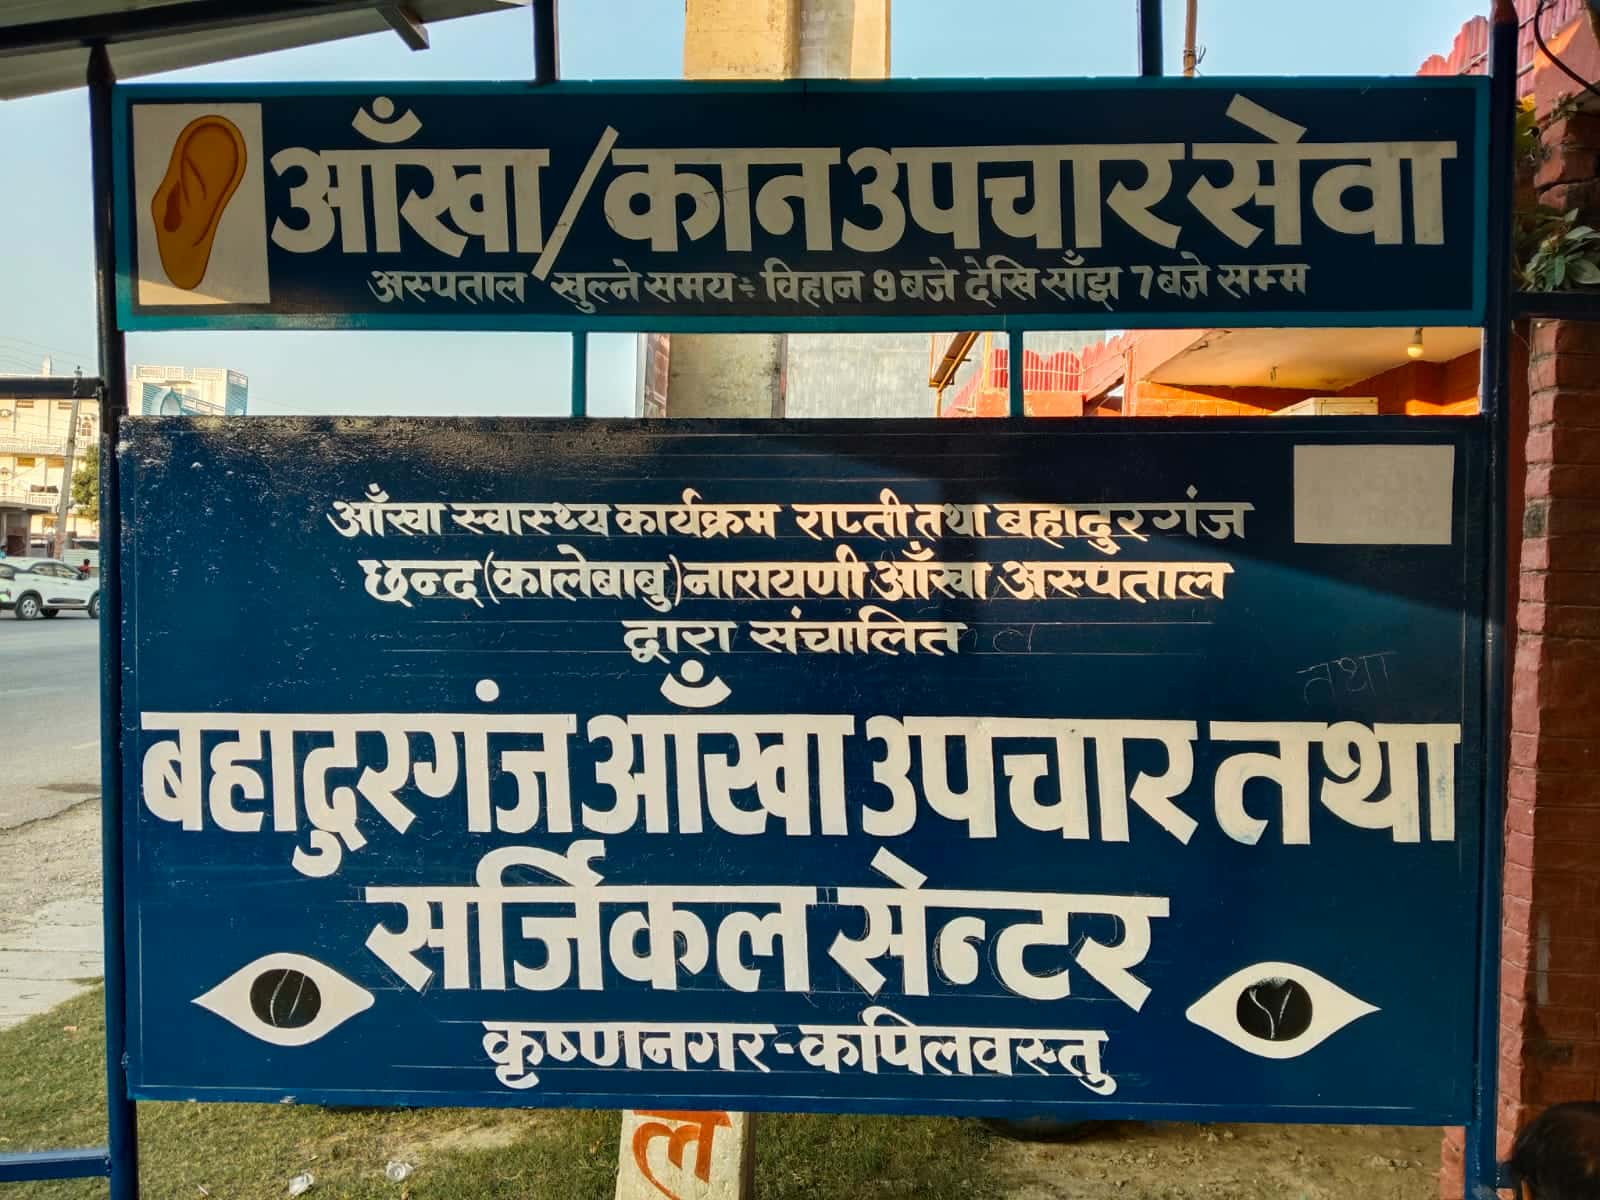 आँखा/कान उपचार सेवा
अस्पताल खुल्ने समय÷ विहान 9 बजे देखि साँझ 7 बजे सम्म
आँखा स्वास्थ्य कार्यक्रम राप्ती तथा बहादुरगंज
छन्द (कालेबाबु) नारायणी आँखा अस्पताल
द्वारा संचालित
तथा
बहादुरगंज आँखा उपचार तथा
सर्जिकल सेन्टर
कृष्णनगर-कपिलवस्तु
ल